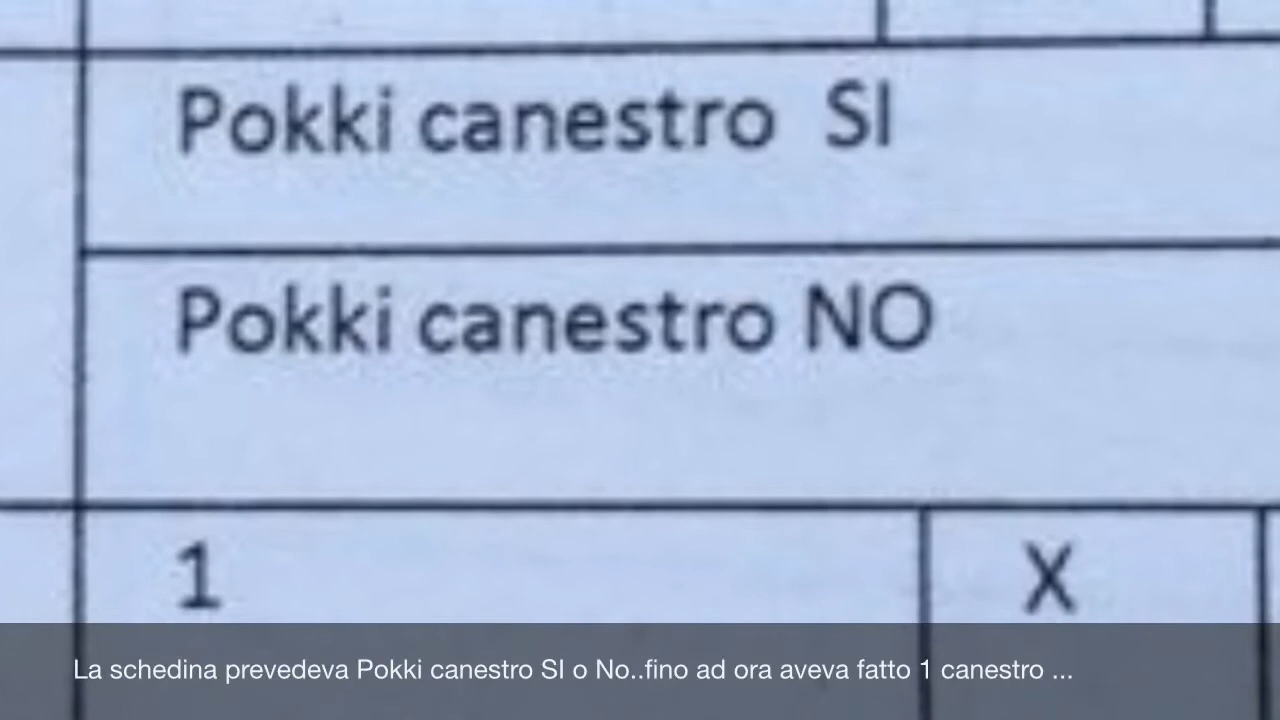 Pokki canestro SI
Pokki canestro NO
1 X
La schedina prevedeva Pokki canestro SI o No..fino ad ora aveva fatto 1 canestro ...